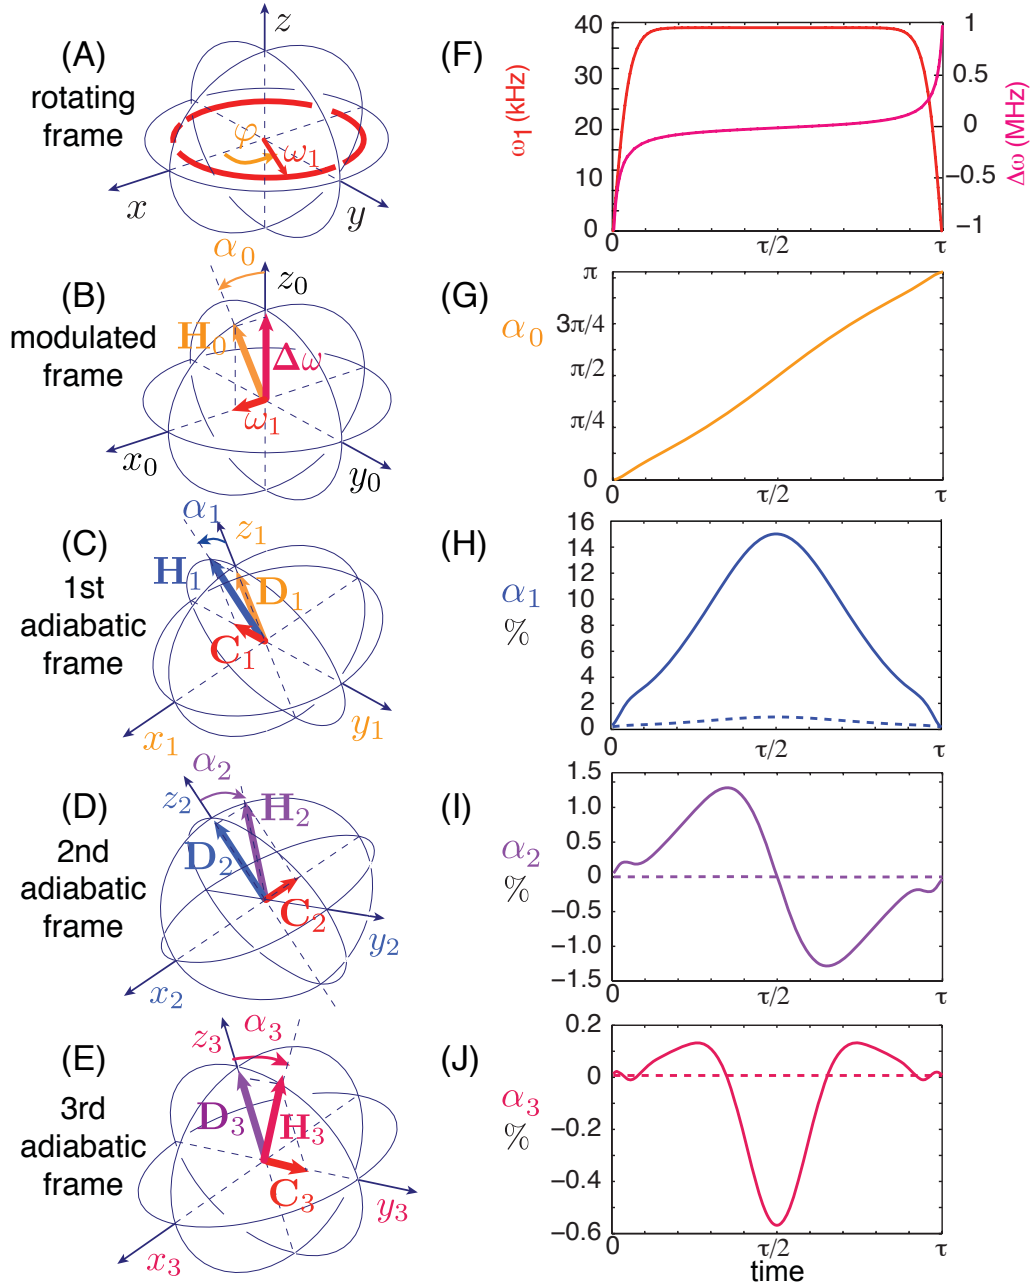 (A)
rotating
frame
z
φ
ω1
x
y
(F)
ω1 (kHz)
40
30
20
10
0
1
0.5
0
−0.5
−1
Δω (MHz)
0
τ/2
τ
(B)
modulated
frame
α0
z0
H0
Δω
ω1
x0
y0
(G)
α0
π
3π/4
π/2
π/4
0
0
τ/2
τ
(C)
1st
adiabatic
frame
α1
z1
H1
D1
C1
x1
y1
(H)
α1
%
16
14
12
10
8
6
4
2
0
0
τ/2
τ
(D)
2nd
adiabatic
frame
α2
z2
H2
D2
C2
y2
x2
(I)
α2
%
1.5
1.0
0.5
0
−0.5
−1.0
−1.5
0
τ/2
τ
(E)
3rd
adiabatic
frame
z3
α3
D3
H3
C3
y3
x3
(J)
α3
%
0.2
0
−0.2
−0.4
−0.6
0
τ/2
τ
time